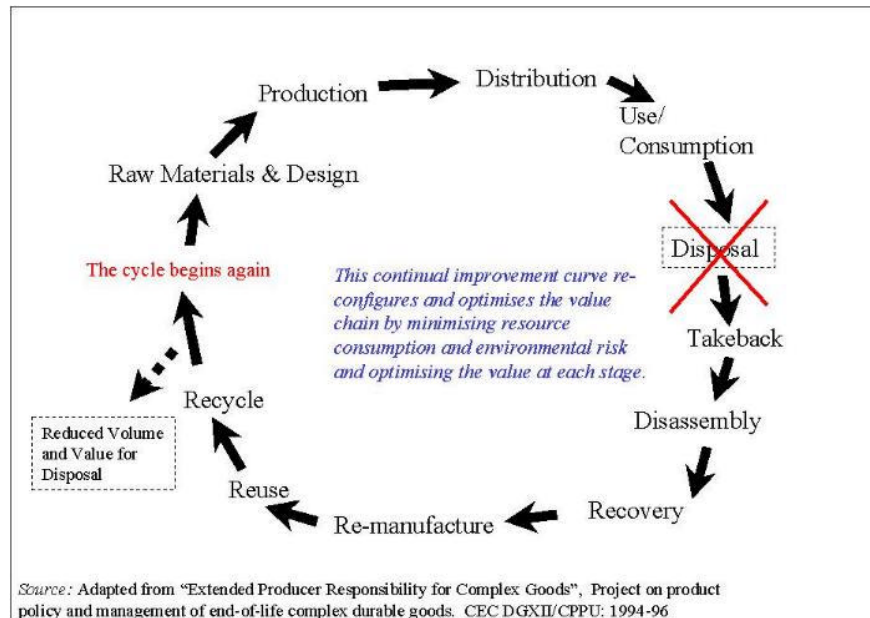 Production
Distribution
Use/
Consumption
Raw Materials & Design
Disposal
The cycle begins again
This continual improvement curve re-
configures and optimises the value
chain by minimising resource
consumption and environmental risk
and optimising the value at each stage.
Takeback
Disassembly
Recovery
Re-manufacture
Reuse
Recycle
Reduced Volume
and Value for
Disposal
Source: Adapted from “Extended Producer Responsibility for Complex Goods”, Project on product
policy and management of end-of-life complex durable goods. CEC DGXII/CPPU: 1994-96